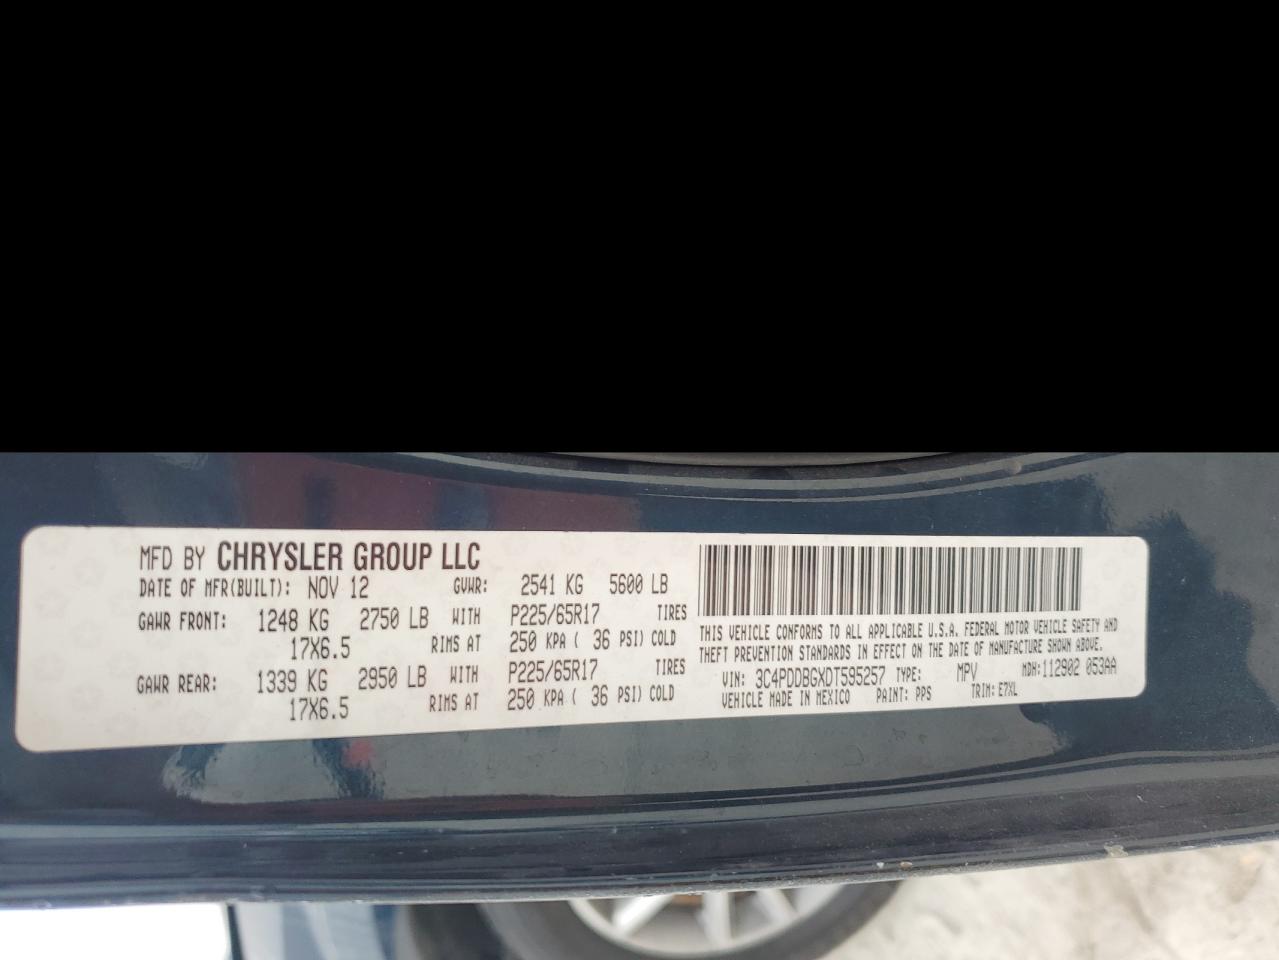 MFD BY CHRYSLER GROUP LLC
DATE OF MFR(BUILT): NOV 12 GVWR: 2541 KG 5600 LB
GAWR FRONT: 1248 KG 2750 LB WITH P225/65R17 TIRES
17X6.5 RIMS AT 250 KPA ( 36 PSI) COLD
GAWR REAR: 1339 KG 2950 LB WITH P225/65R17 TIRES
17X6.5 RIMS AT 250 KPA ( 36 PSI) COLD
THIS VEHICLE CONFORMS TO ALL APPLICABLE U.S.A. FEDERAL MOTOR VEHICLE SAFETY AND
THEFT PREVENTION STANDARDS IN EFFECT ON THE DATE OF MANUFACTURE SHOWN ABOVE.
VIN: 3C4PDDBGXDT595257 TYPE: MPV MDH:112902 053AA
VEHICLE MADE IN MEXICO PAINT: PPS TRIM: E7XL